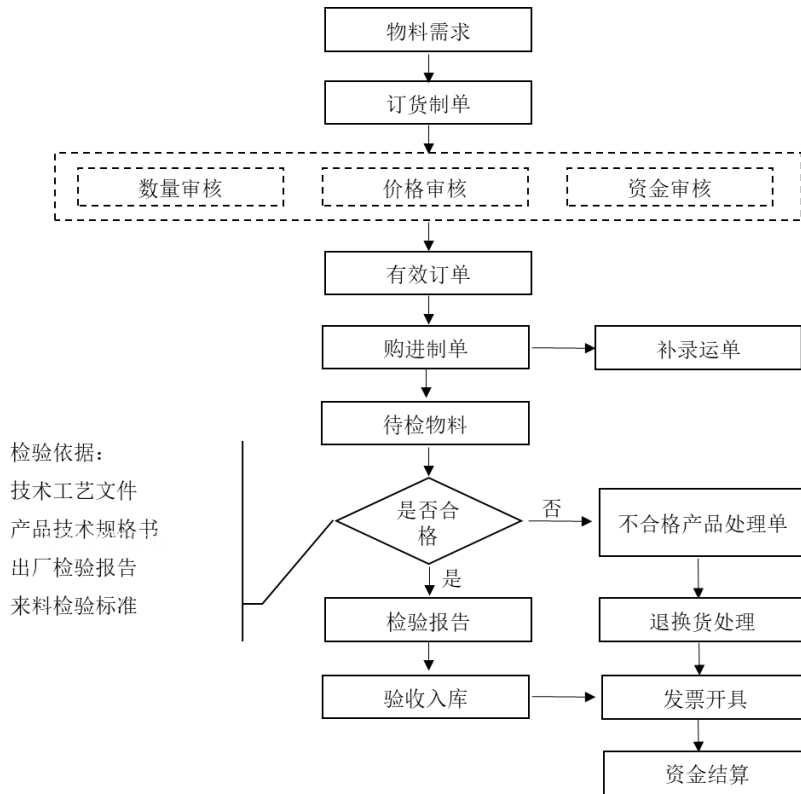 物料需求
订货制单
数量审核
价格审核
资金审核
有效订单
购进制单
补录运单
待检物料
检验依据：
技术工艺文件
产品技术规格书
出厂检验报告
来料检验标准
是否合
格
否
不合格产品处理单
是
检验报告
退换货处理
验收入库
发票开具
资金结算